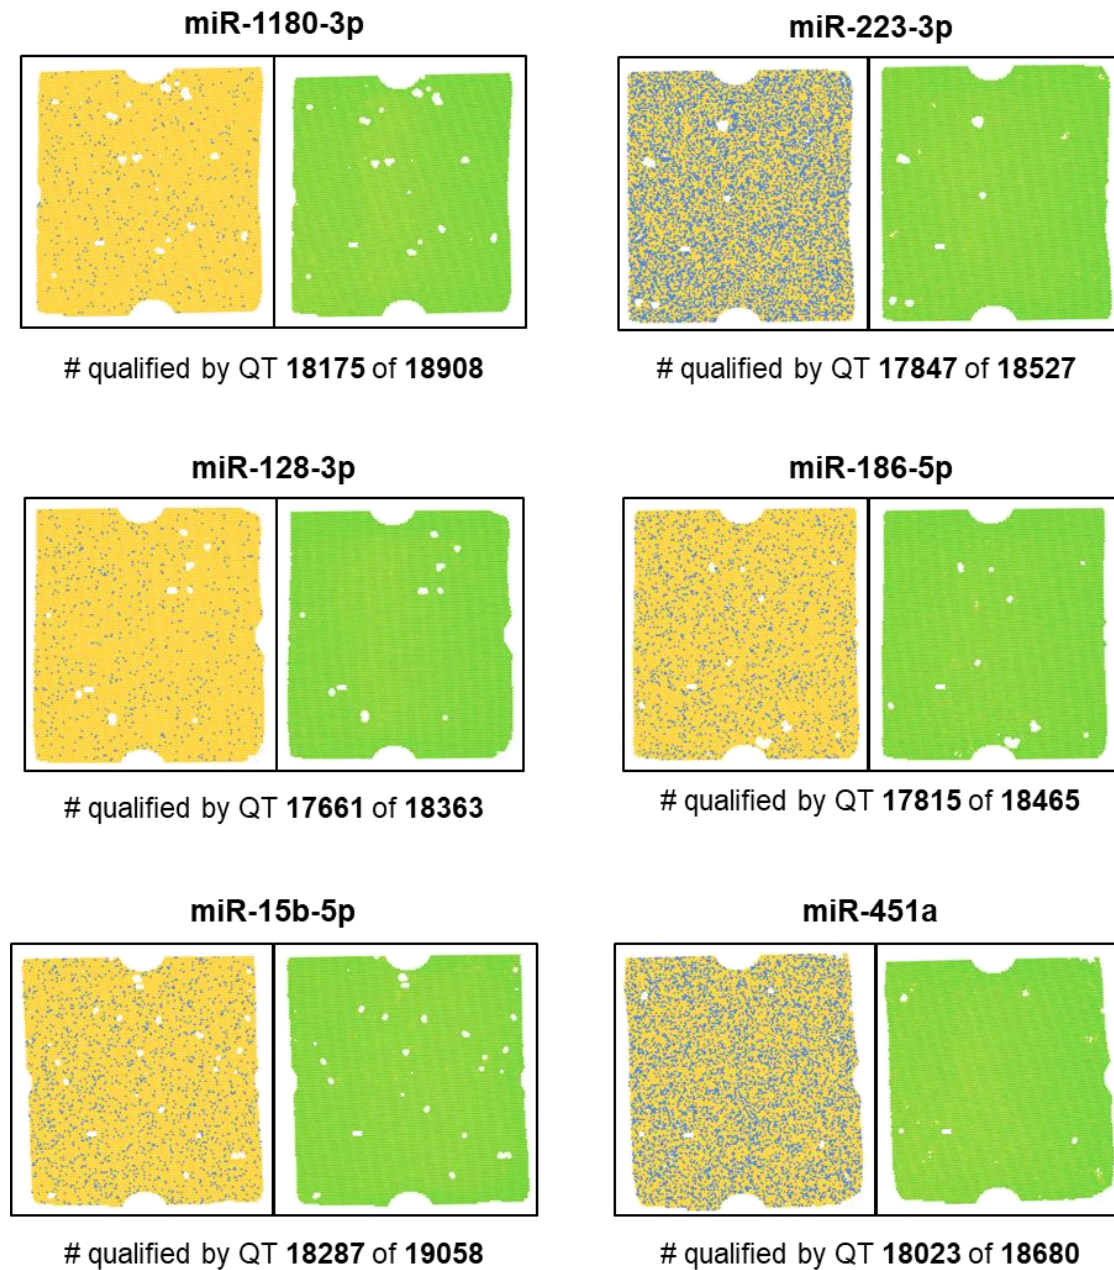 miR-1180-3p
miR-223-3p
# qualified by QT 18175 of 18908
# qualified by QT 17847 of 18527
miR-128-3p
miR-186-5p
# qualified by QT 17661 of 18363
# qualified by QT 17815 of 18465
miR-15b-5p
miR-451a
# qualified by QT 18287 of 19058
# qualified by QT 18023 of 18680